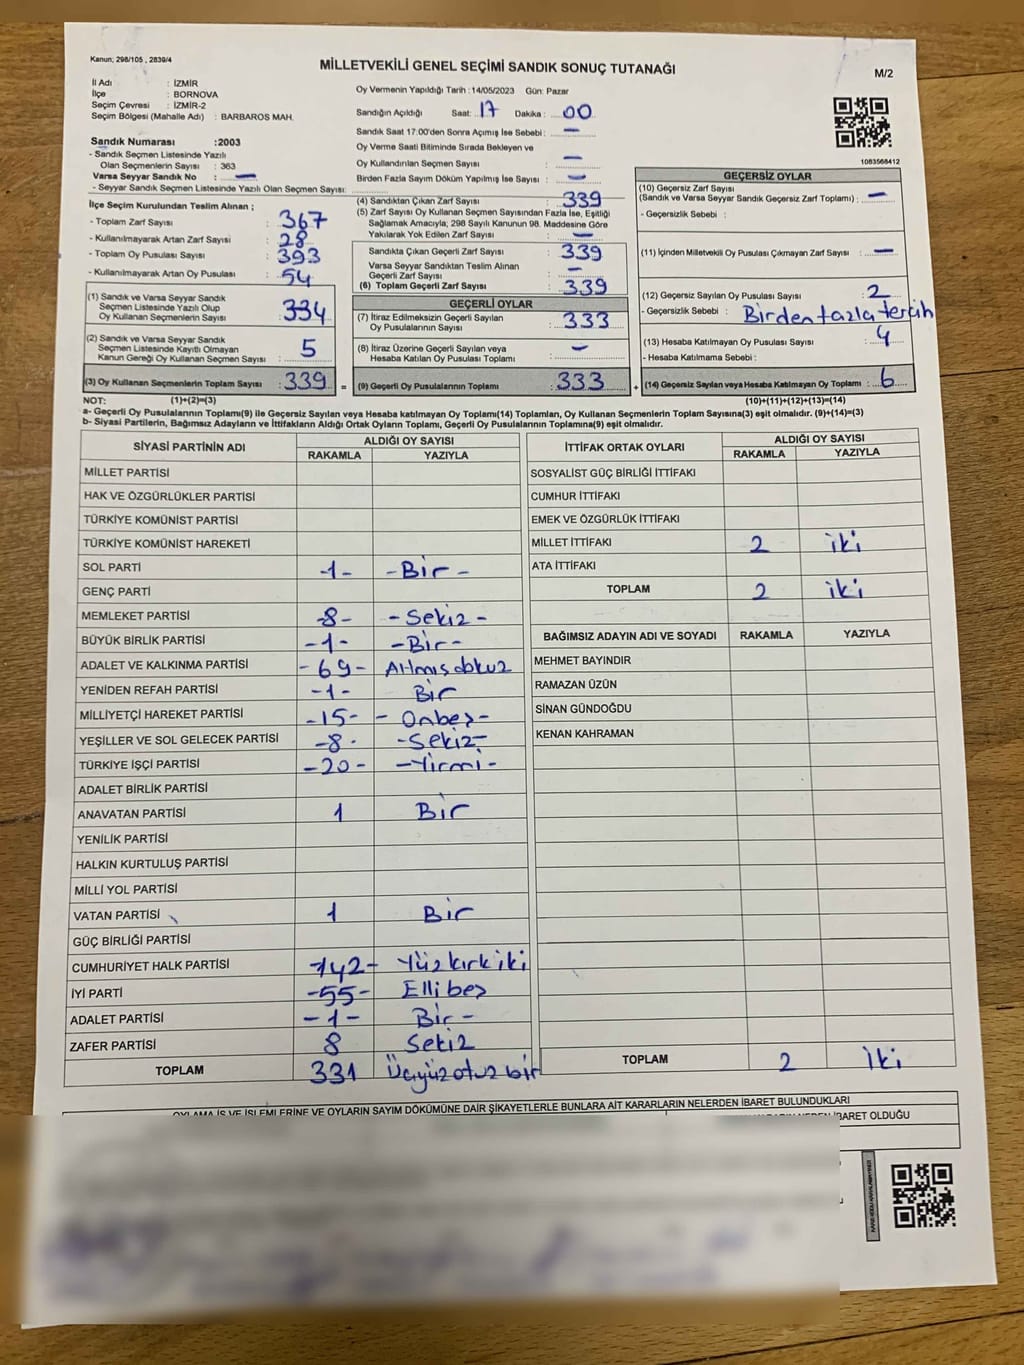 Kanun; 298/105 , 2839/4
MİLLETVEKİLİ GENEL SEÇİMİ SANDIK SONUÇ TUTANAĞI
M/2
İl Adı : İZMİR
İlçe : BORNOVA
Seçim Çevresi : İZMİR-2
Seçim Bölgesi (Mahalle Adı) : BARBAROS MAH.
Sandık Numarası :2003
- Sandık Seçmen Listesinde Yazılı
Olan Seçmenlerin Sayısı : 363
Varsa Seyyar Sandık No : —
- Seyyar Sandık Seçmen Listesinde Yazılı Olan Seçmen Sayısı:
Oy Vermenin Yapıldığı Tarih :14/05/2023 Gün: Pazar
Sandığın Açıldığı Saat: 17 Dakika : 00
Sandık Saat 17:00'den Sonra Açımış İse Sebebi : —
Oy Verme Saati Bitiminde Sırada Bekleyen ve
Oy Kullandırılan Seçmen Sayısı : —
Birden Fazla Sayım Döküm Yapılmış İse Sayısı : —
1083568412
İlçe Seçim Kurulundan Teslim Alınan ;
- Toplam Zarf Sayısı : 367
- Kullanılmayarak Artan Zarf Sayısı : 28
- Toplam Oy Pusulası Sayısı : 393
- Kullanılmayarak Artan Oy Pusulası : 54
(1) Sandık ve Varsa Seyyar Sandık
Seçmen Listesinde Yazılı Olup
Oy Kullanan Seçmenlerin Sayısı : 334
(2) Sandık ve Varsa Seyyar Sandık
Seçmen Listesinde Kayıtlı Olmayan
Kanun Gereği Oy Kullanan Seçmen Sayısı : 5
(3) Oy Kullanan Seçmenlerin Toplam Sayısı : 339 =
(4) Sandıktan Çıkan Zarf Sayısı : 339
(5) Zarf Sayısı Oy Kullanan Seçmen Sayısından Fazla İse, Eşitliği
Sağlamak Amacıyla, 298 Sayılı Kanunun 98. Maddesine Göre
Yakılarak Yok Edilen Zarf Sayısı : —
Sandıkta Çıkan Geçerli Zarf Sayısı : 339
Varsa Seyyar Sandıktan Teslim Alınan
Geçerli Zarf Sayısı : —
(6) Toplam Geçerli Zarf Sayısı : 339
GEÇERLİ OYLAR
(7) İtiraz Edilmeksizin Geçerli Sayılan
Oy Pusulalarının Sayısı : 333
(8) İtiraz Üzerine Geçerli Sayılan veya
Hesaba Katılan Oy Pusulası Toplamı : —
(9) Geçerli Oy Pusulalarının Toplamı : 333 +
GEÇERSİZ OYLAR
(10) Geçersiz Zarf Sayısı
(Sandık ve Varsa Seyyar Sandık Geçersiz Zarf Toplamı) : —
- Geçersizlik Sebebi :
(11) İçinden Milletvekili Oy Pusulası Çıkmayan Zarf Sayısı : —
(12) Geçersiz Sayılan Oy Pusulası Sayısı : 2
- Geçersizlik Sebebi : Birden fazla tercih
(13) Hesaba Katılmayan Oy Pusulası Sayısı : 4
- Hesaba Katılmama Sebebi :
(14) Geçersiz Sayılan veya Hesaba Katılmayan Oy Toplamı : 6
NOT: (1)+(2)=(3)
(10)+(11)+(12)+(13)=(14)
a- Geçerli Oy Pusulalarının Toplamı(9) ile Geçersiz Sayılan veya Hesaba katılmayan Oy Toplamı(14) Toplamları, Oy Kullanan Seçmenlerin Toplam Sayısına(3) eşit olmalıdır. (9)+(14)=(3)
b- Siyasi Partilerin, Bağımsız Adayların ve İttifakların Aldığı Ortak Oyların Toplamı, Geçerli Oy Pusulalarının Toplamına(9) eşit olmalıdır.
SİYASİ PARTİNİN ADI ALDIĞI OY SAYISI
RAKAMLA YAZIYLA
MİLLET PARTİSİ
HAK VE ÖZGÜRLÜKLER PARTİSİ
TÜRKİYE KOMÜNİST PARTİSİ
TÜRKİYE KOMÜNİST HAREKETİ
SOL PARTİ -1- -Bir-
GENÇ PARTİ
MEMLEKET PARTİSİ -8- -Sekiz-
BÜYÜK BİRLİK PARTİSİ -1- -Bir-
ADALET VE KALKINMA PARTİSİ -69- Altmışdokuz
YENİDEN REFAH PARTİSİ -1- Bir
MİLLİYETÇİ HAREKET PARTİSİ -15- -Onbeş-
YEŞİLLER VE SOL GELECEK PARTİSİ -8- -Sekiz-
TÜRKİYE İŞÇİ PARTİSİ -20- -Yirmi-
ADALET BİRLİK PARTİSİ
ANAVATAN PARTİSİ 1 Bir
YENİLİK PARTİSİ
HALKIN KURTULUŞ PARTİSİ
MİLLİ YOL PARTİSİ
VATAN PARTİSİ 1 Bir
GÜÇ BİRLİĞİ PARTİSİ
CUMHURİYET HALK PARTİSİ -142- Yüzkırkiki
İYİ PARTİ -55- Ellibeş
ADALET PARTİSİ -1- Bir-
ZAFER PARTİSİ 8 Sekiz
TOPLAM 331 Üçyüzotuzbir
İTTİFAK ORTAK OYLARI ALDIĞI OY SAYISI
RAKAMLA YAZIYLA
SOSYALİST GÜÇ BİRLİĞİ İTTİFAKI
CUMHUR İTTİFAKI
EMEK VE ÖZGÜRLÜK İTTİFAKI
MİLLET İTTİFAKI 2 iki
ATA İTTİFAKI
TOPLAM 2 iki
BAĞIMSIZ ADAYIN ADI VE SOYADI RAKAMLA YAZIYLA
MEHMET BAYINDIR
RAMAZAN ÜZÜN
SİNAN GÜNDOĞDU
KENAN KAHRAMAN
TOPLAM 2 İki
OYLAMA İŞ VE İŞLEMLERİNE VE OYLARIN SAYIM DÖKÜMÜNE DAİR ŞİKAYETLERLE BUNLARA AİT KARARLARIN NELERDEN İBARET BULUNDUKLARI
İBARET OLDUĞU